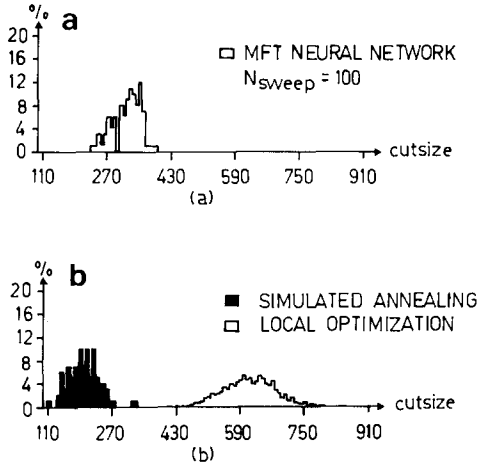 % a
20
16
12
8
4
0
MFT NEURAL NETWORK
Nsweep = 100
110 270 430 590 750 910 cutsize
(a)
% b
20
16
12
8
4
0
SIMULATED ANNEALING
LOCAL OPTIMIZATION
110 270 430 590 750 910 cutsize
(b)